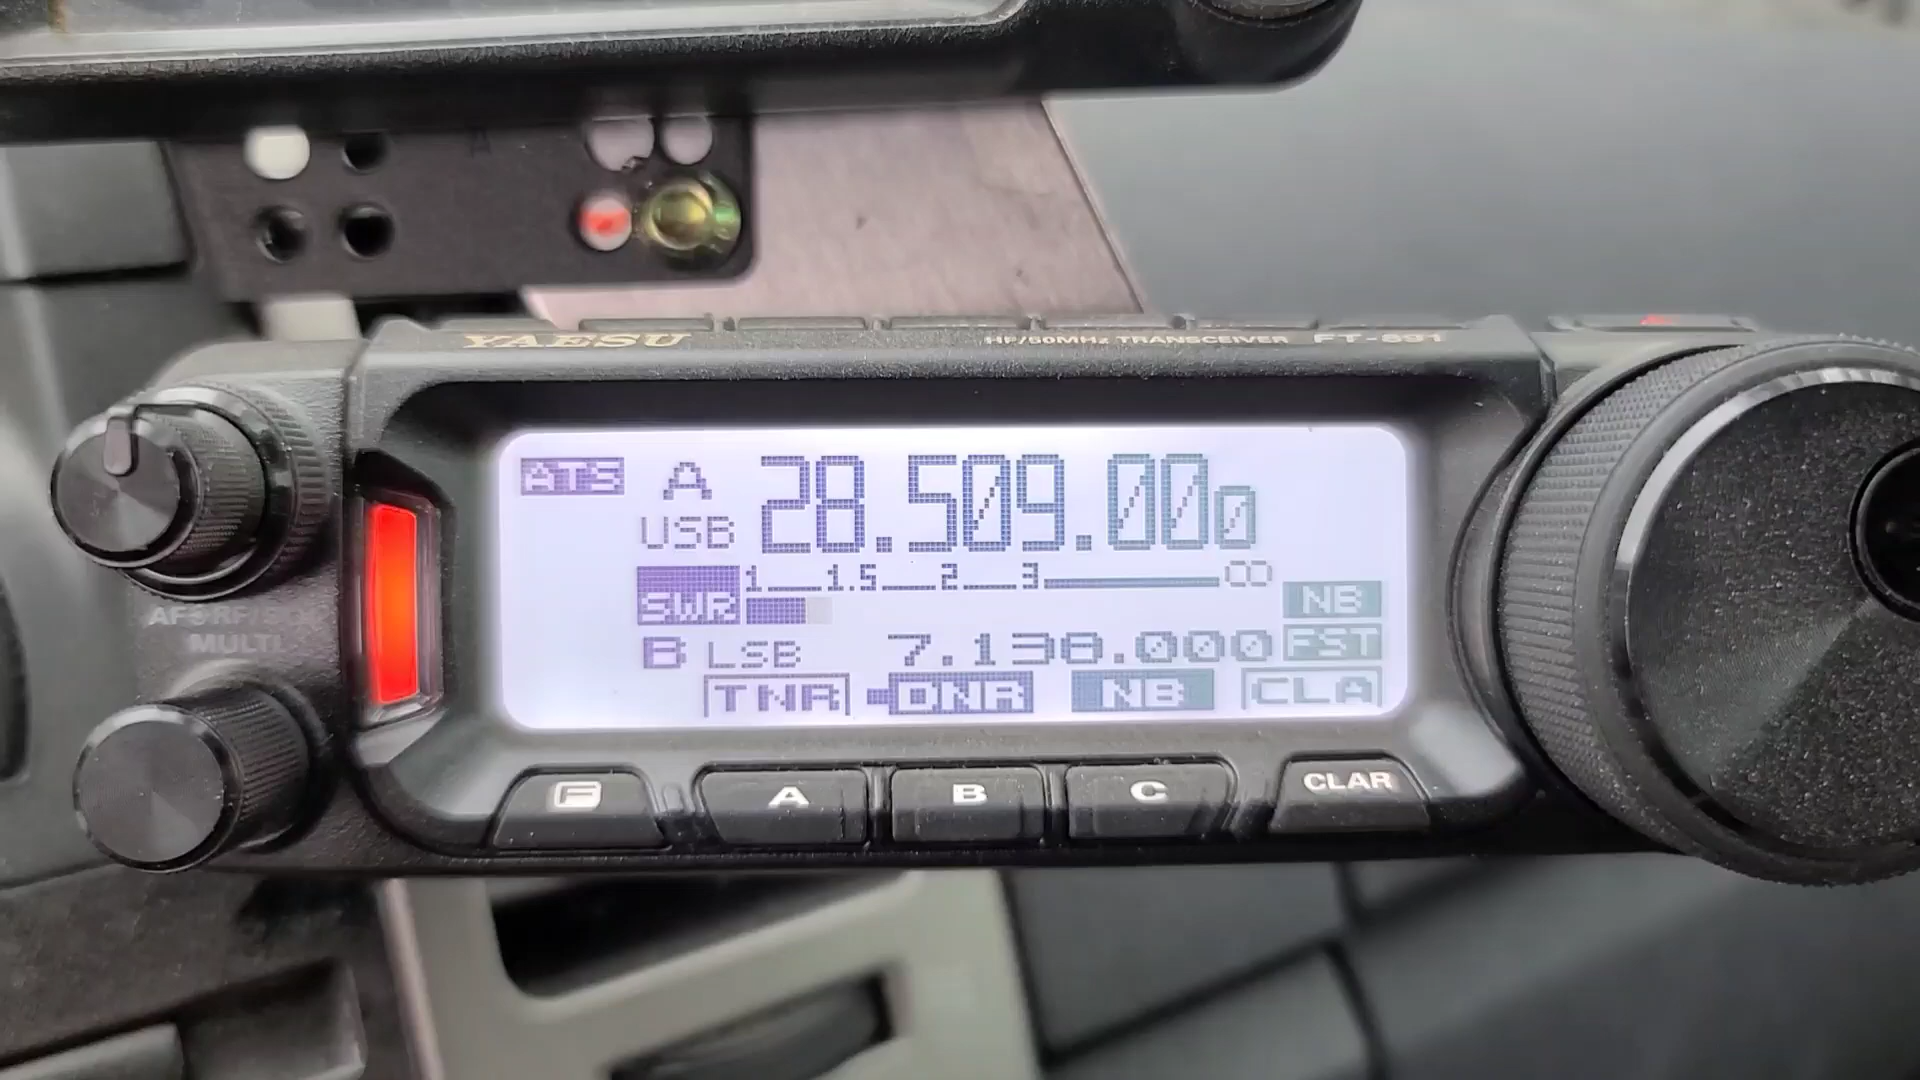 YAESU HF/50MHz TRANSCEIVER FT-891
ATS A 28.509.000
USB
1 1.5 2 3 ∞
SWR NB
B LSB 7.138.000 FST
TNR DNR NB CLA
MULTI
F A B C CLAR